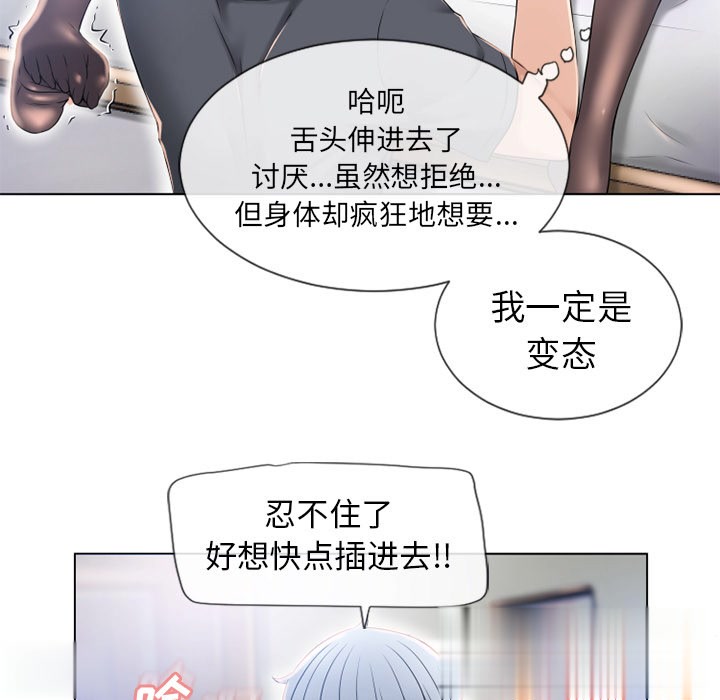 哈呃
舌头伸进去了
讨厌...虽然想拒绝...
但身体却疯狂地想要...
我一定是
变态
忍不住了
好想快点插进去!!
哈